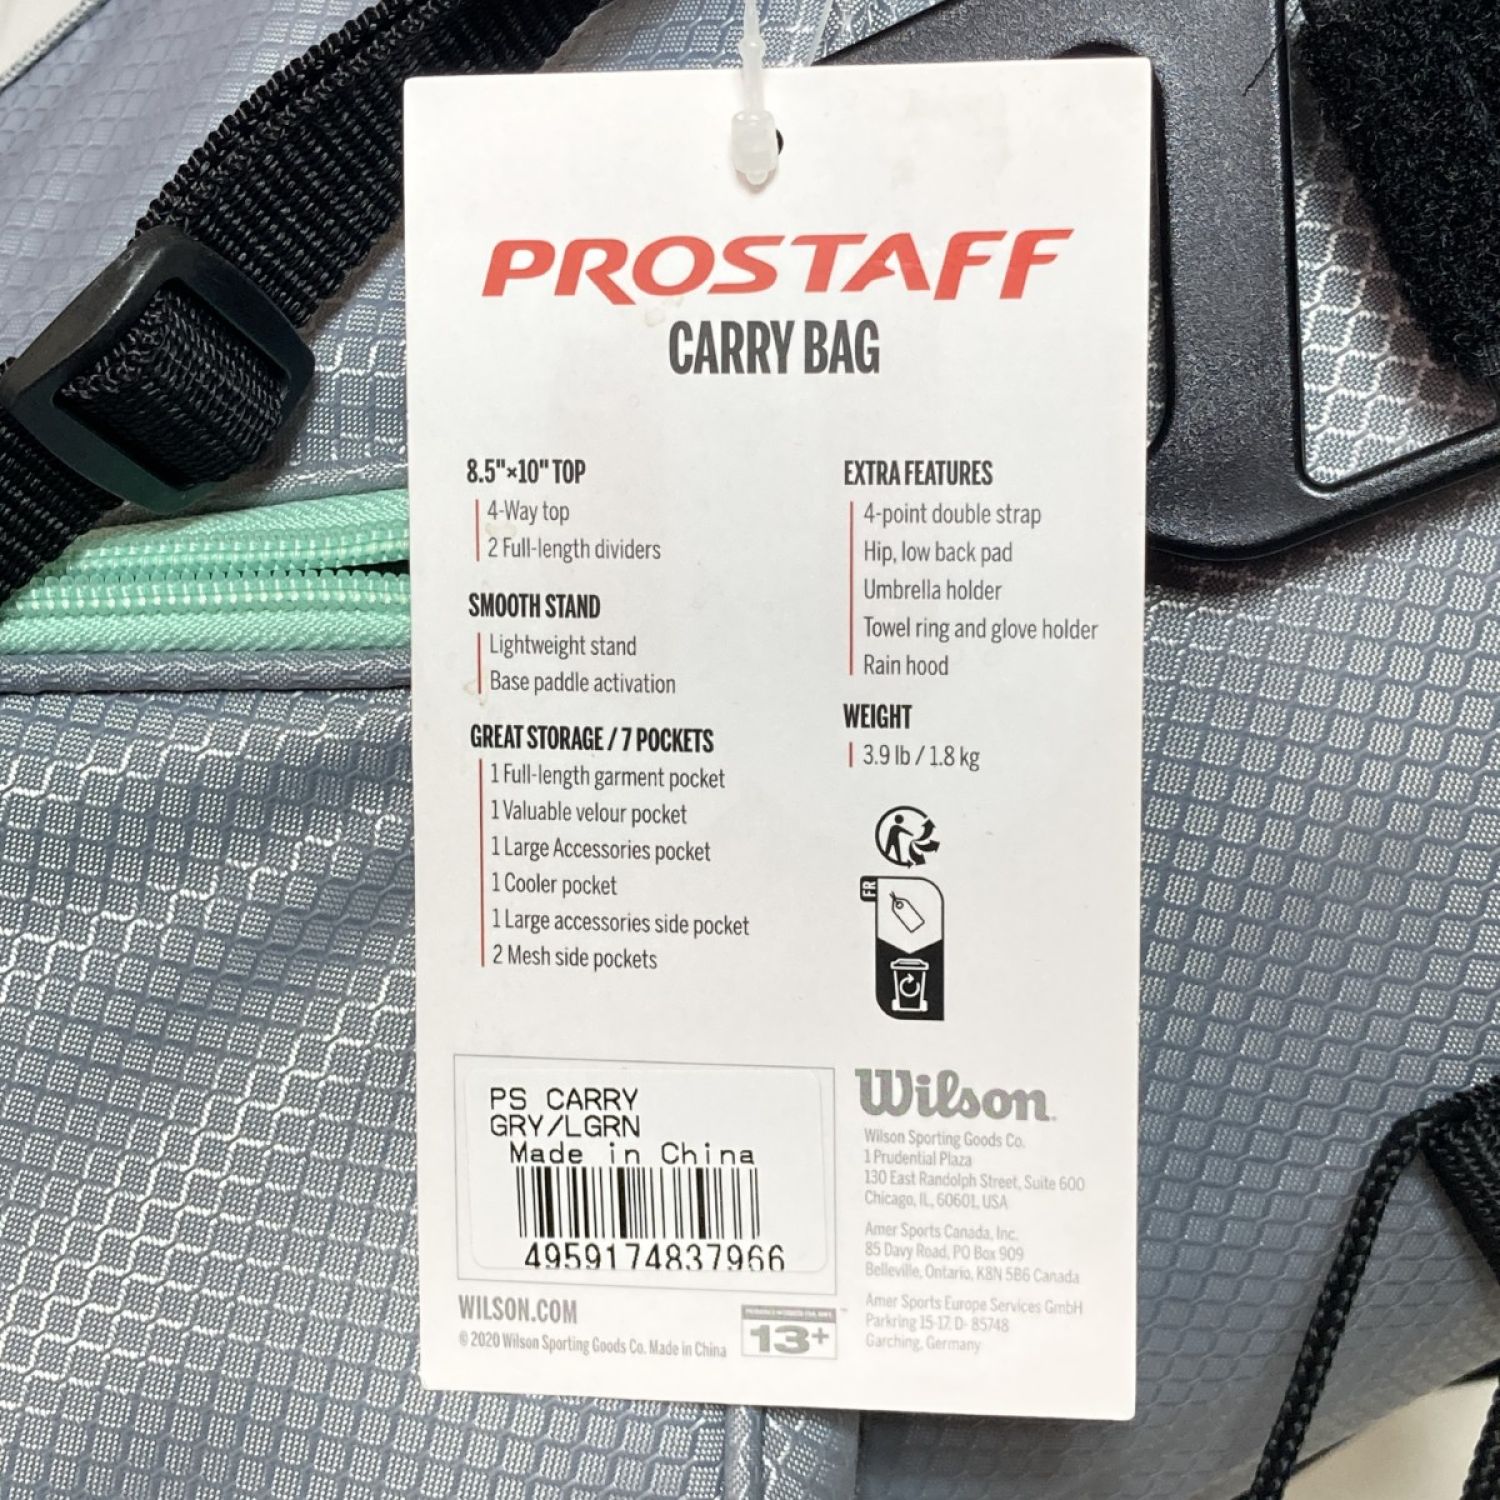 PROSTAFF
CARRY BAG
8.5"×10" TOP
4-Way top
2 Full-length dividers
SMOOTH STAND
Lightweight stand
Base paddle activation
GREAT STORAGE / 7 POCKETS
1 Full-length garment pocket
1 Valuable velour pocket
1 Large Accessories pocket
1 Cooler pocket
1 Large accessories side pocket
2 Mesh side pockets
EXTRA FEATURES
4-point double strap
Hip, low back pad
Umbrella holder
Towel ring and glove holder
Rain hood
WEIGHT
3.9 lb / 1.8 kg
FR
PS CARRY
GRY/LGRN
Made in China
4959174837966
WILSON.COM
© 2020 Wilson Sporting Goods Co. Made in China
13+
Wilson
Wilson Sporting Goods Co.
1 Prudential Plaza
130 East Randolph Street, Suite 600
Chicago, IL, 60601, USA
Amer Sports Canada, Inc.
85 Davy Road, PO Box 909
Belleville, Ontario, K8N 5B6 Canada
Amer Sports Europe Services GmbH
Parkring 15-17, D- 85748
Garching, Germany